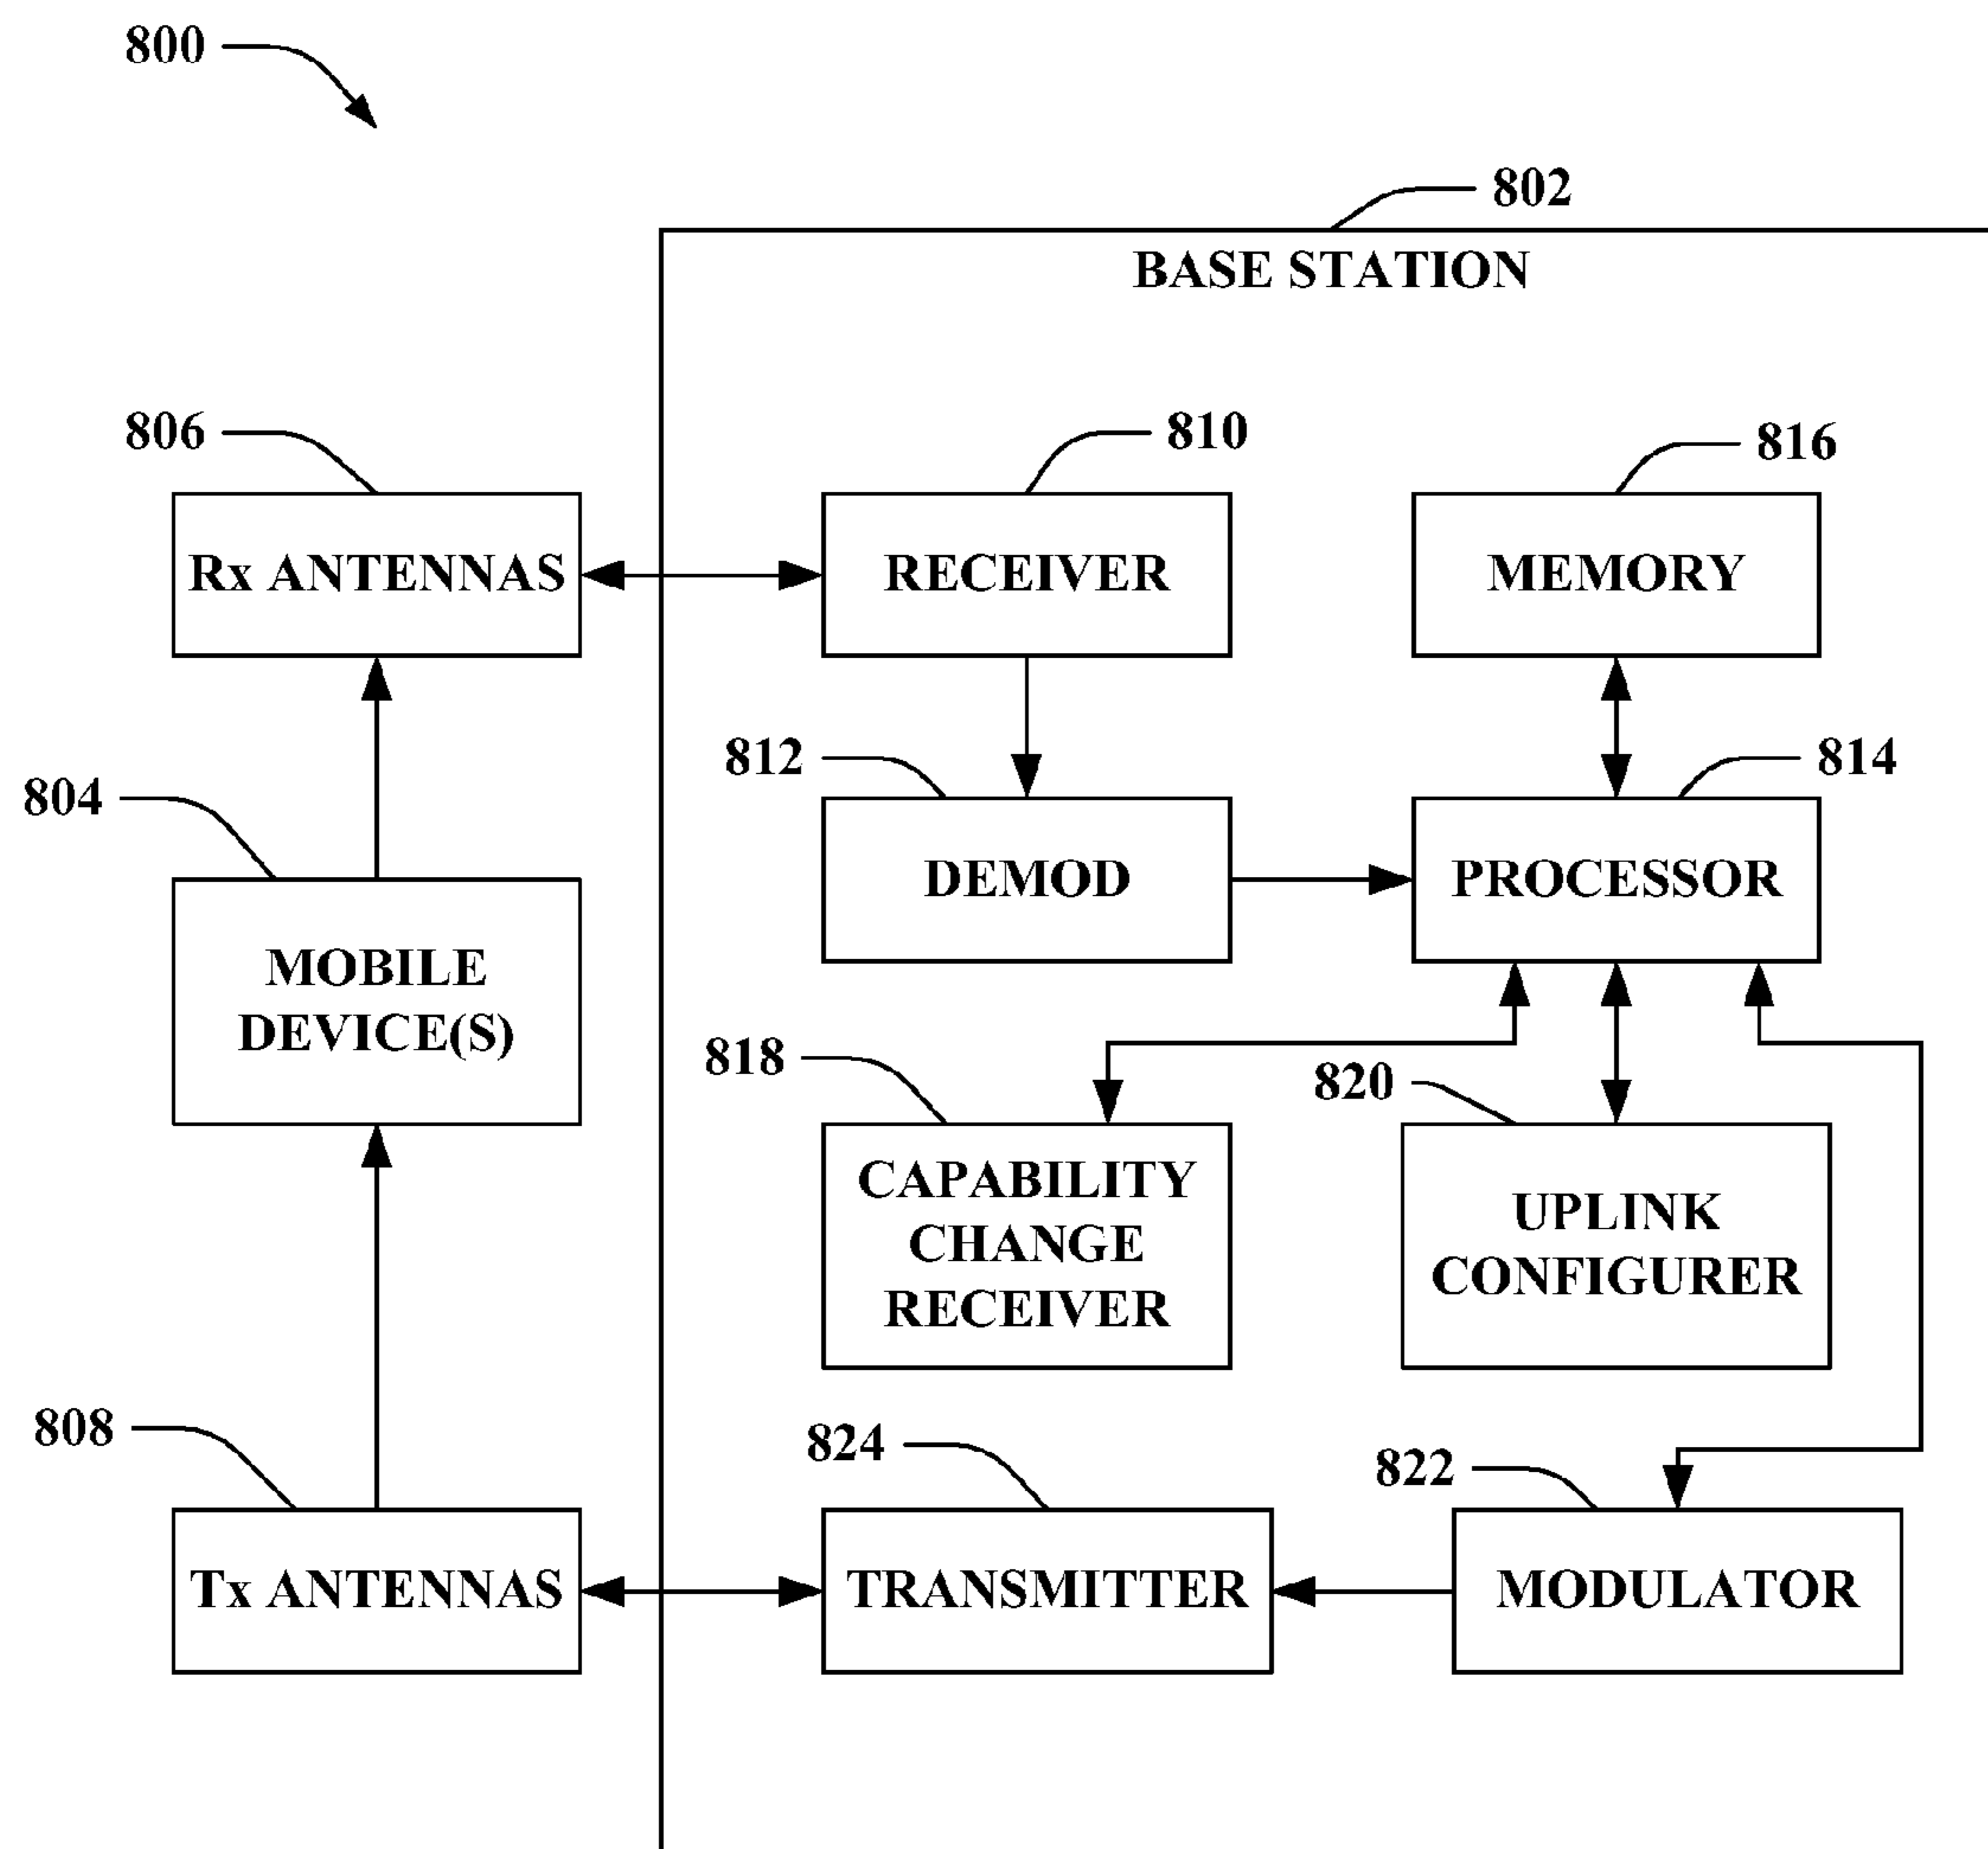 800
802
BASE STATION
806
810
816
Rx ANTENNAS
RECEIVER
MEMORY
812
814
804
DEMOD
PROCESSOR
MOBILE
DEVICE(S)
818
820
CAPABILITY
CHANGE
RECEIVER
UPLINK
CONFIGURER
808
824
822
Tx ANTENNAS
TRANSMITTER
MODULATOR